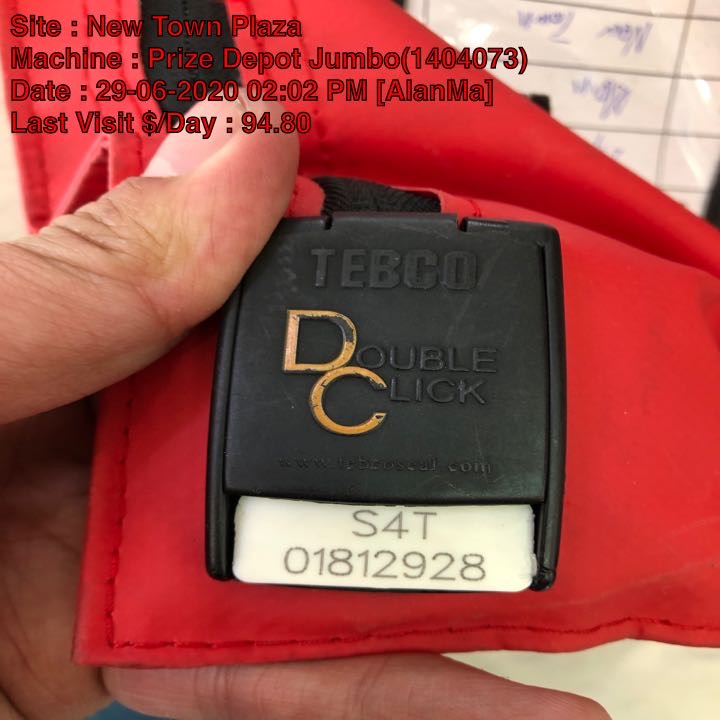 Site : New Town Plaza
Machine : Prize Depot Jumbo(1404073)
Date : 29-06-2020 02:02 PM [AlanMa]
Last Visit $/Day : 94.80
TEBCO
DOUBLE
CLICK
www.tebcoseal.com
S4T
01812928